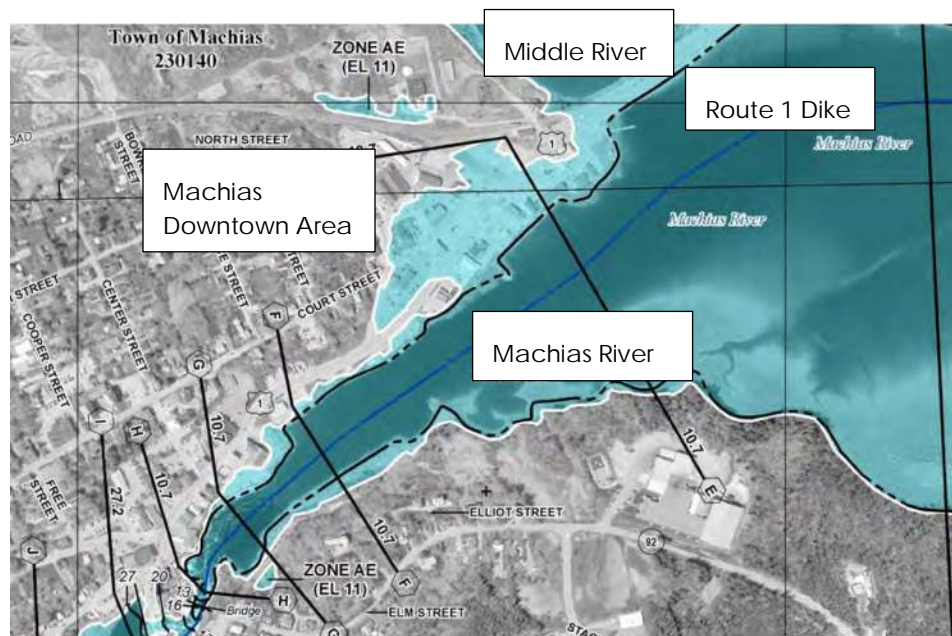 Town of Machias
230140
ZONE AE
(EL 11)
Middle River
Route 1 Dike
NORTH STREET
10.7
1
Machias River
Machias
Downtown Area
Machias River
COURT STREET
CENTER STREET
COOPER STREET
F
G
Machias River
1
I
H
10.7
10.7
27.2
FREE
STREET
E
ELLIOT STREET
10.7
F
92
J
ZONE AE
(EL 11)
27
20
13
16
Bridge
H
ELM STREET
G